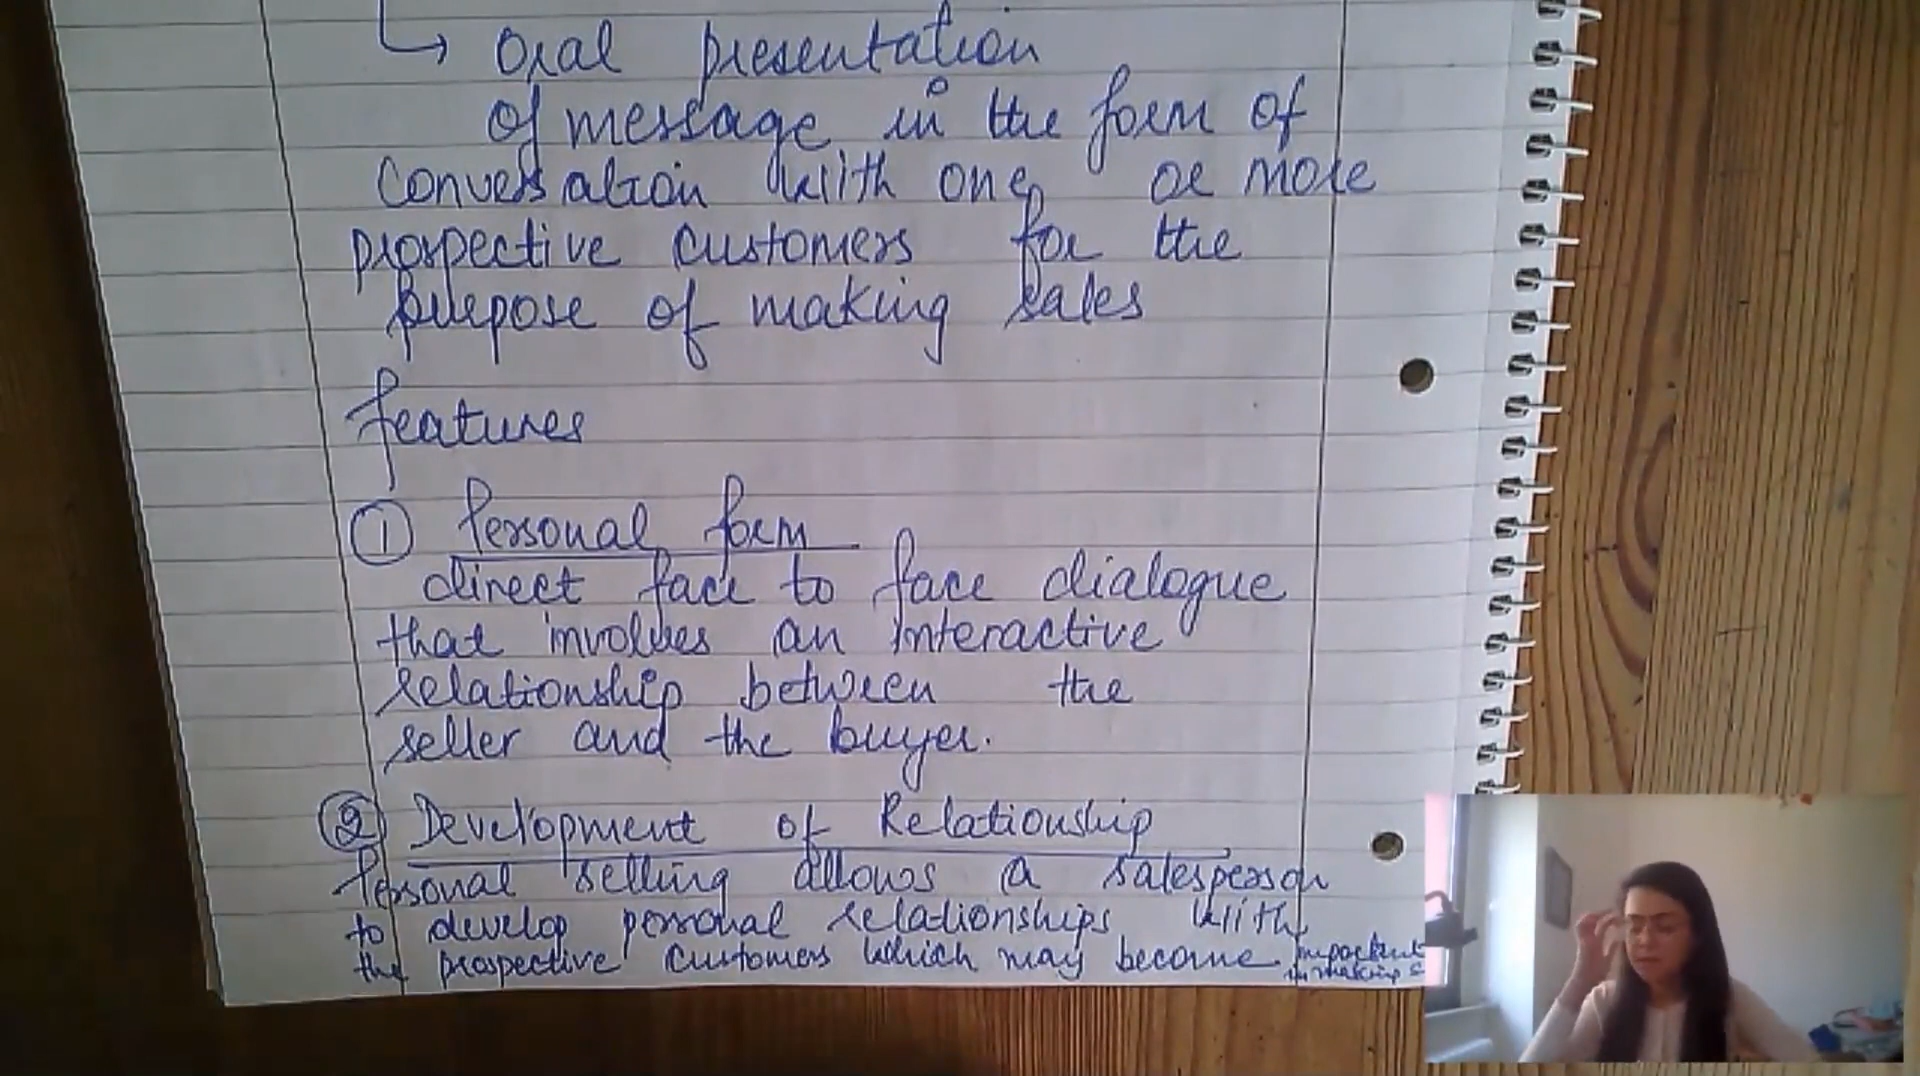 ↳ Oral presentation
of message in the form of
conversation with one or more
prospective customers for the
purpose of making sales
features
① Personal form
direct face to face dialogue
that involves an interactive
relationship between the
seller and the buyer.
② Development of Relationship
Personal selling allows a salesperson
to develop personal relationships with
the prospective customers which may become important
in making s